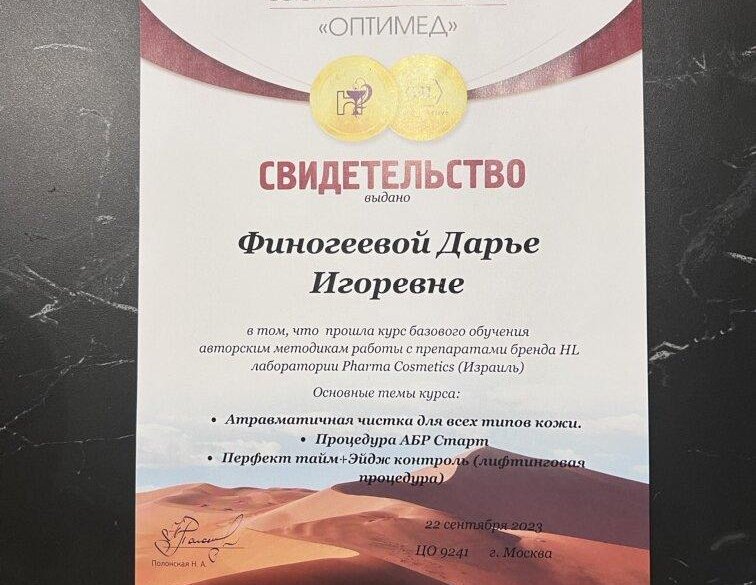 «ОПТИМЕД»
СВИДЕТЕЛЬСТВО
выдано
Финогеевой Дарье
Игоревне
в том, что прошла курс базового обучения
авторским методикам работы с препаратами бренда HL
лаборатории Pharma Cosmetics (Израиль)
Основные темы курса:
• Атравматичная чистка для всех типов кожи.
• Процедура АБР Старт
• Перфект тайм+Эйдж контроль (лифтинговая
процедура)
22 сентября 2023
Полонская Н. А.
ЦО 9241 г. Москва